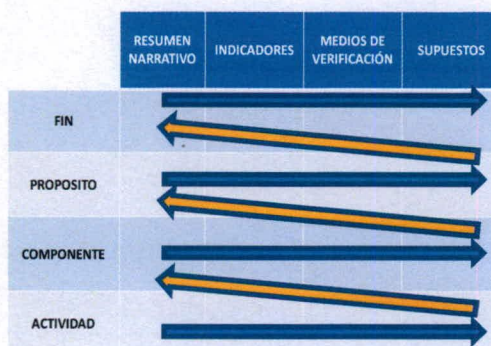 RESUMEN
NARRATIVO
INDICADORES
MEDIOS DE
VERIFICACIÓN
SUPUESTOS
FIN
PROPOSITO
COMPONENTE
ACTIVIDAD